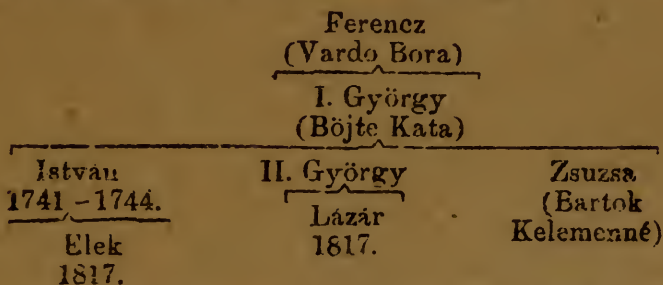 Ferencz
(Vardo Bora)
I. György
(Böjte Kata)
István II. György Zsuzsa
1741 – 1744. Lázár (Bartok
Elek 1817. Kelemenné)
1817.